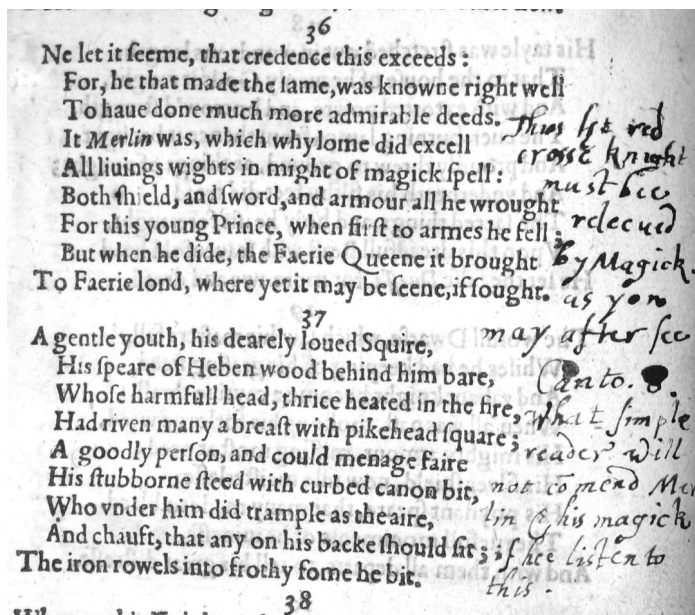 36
Ne let it ſeeme, that credence this exceeds:
For, he that made the ſame, was knowne right well
To haue done much more admirable deeds.
It Merlin was, which whylome did excell
All liuings wights in might of magick ſpell:
Both ſhield, and ſword, and armour all he wrought
For this young Prince, when firſt to armes he fell;
But when he dide, the Faerie Queene it brought
To Faerie lond, where yet it may be ſeene, if ſought.
37
A gentle youth, his dearely loued Squire,
His ſpeare of Heben wood behind him bare,
Whoſe harmfull head, thrice heated in the fire,
Had riven many a breaſt with pikehead ſquare;
A goodly perſon, and could menage faire
His ſtubborne ſteed with curbed canon bit,
Who vnder him did trample as the aire,
And chauft, that any on his backe ſhould ſit;
The iron rowels into frothy fome he bit.
38
Thus red
croſſe knight
muſt bee
releeued
by Magick.
as you
may after ſee
Canto. 8.
what ſimple
reader will
not comend Mer
lin & his magick
if hee liſten to
this.